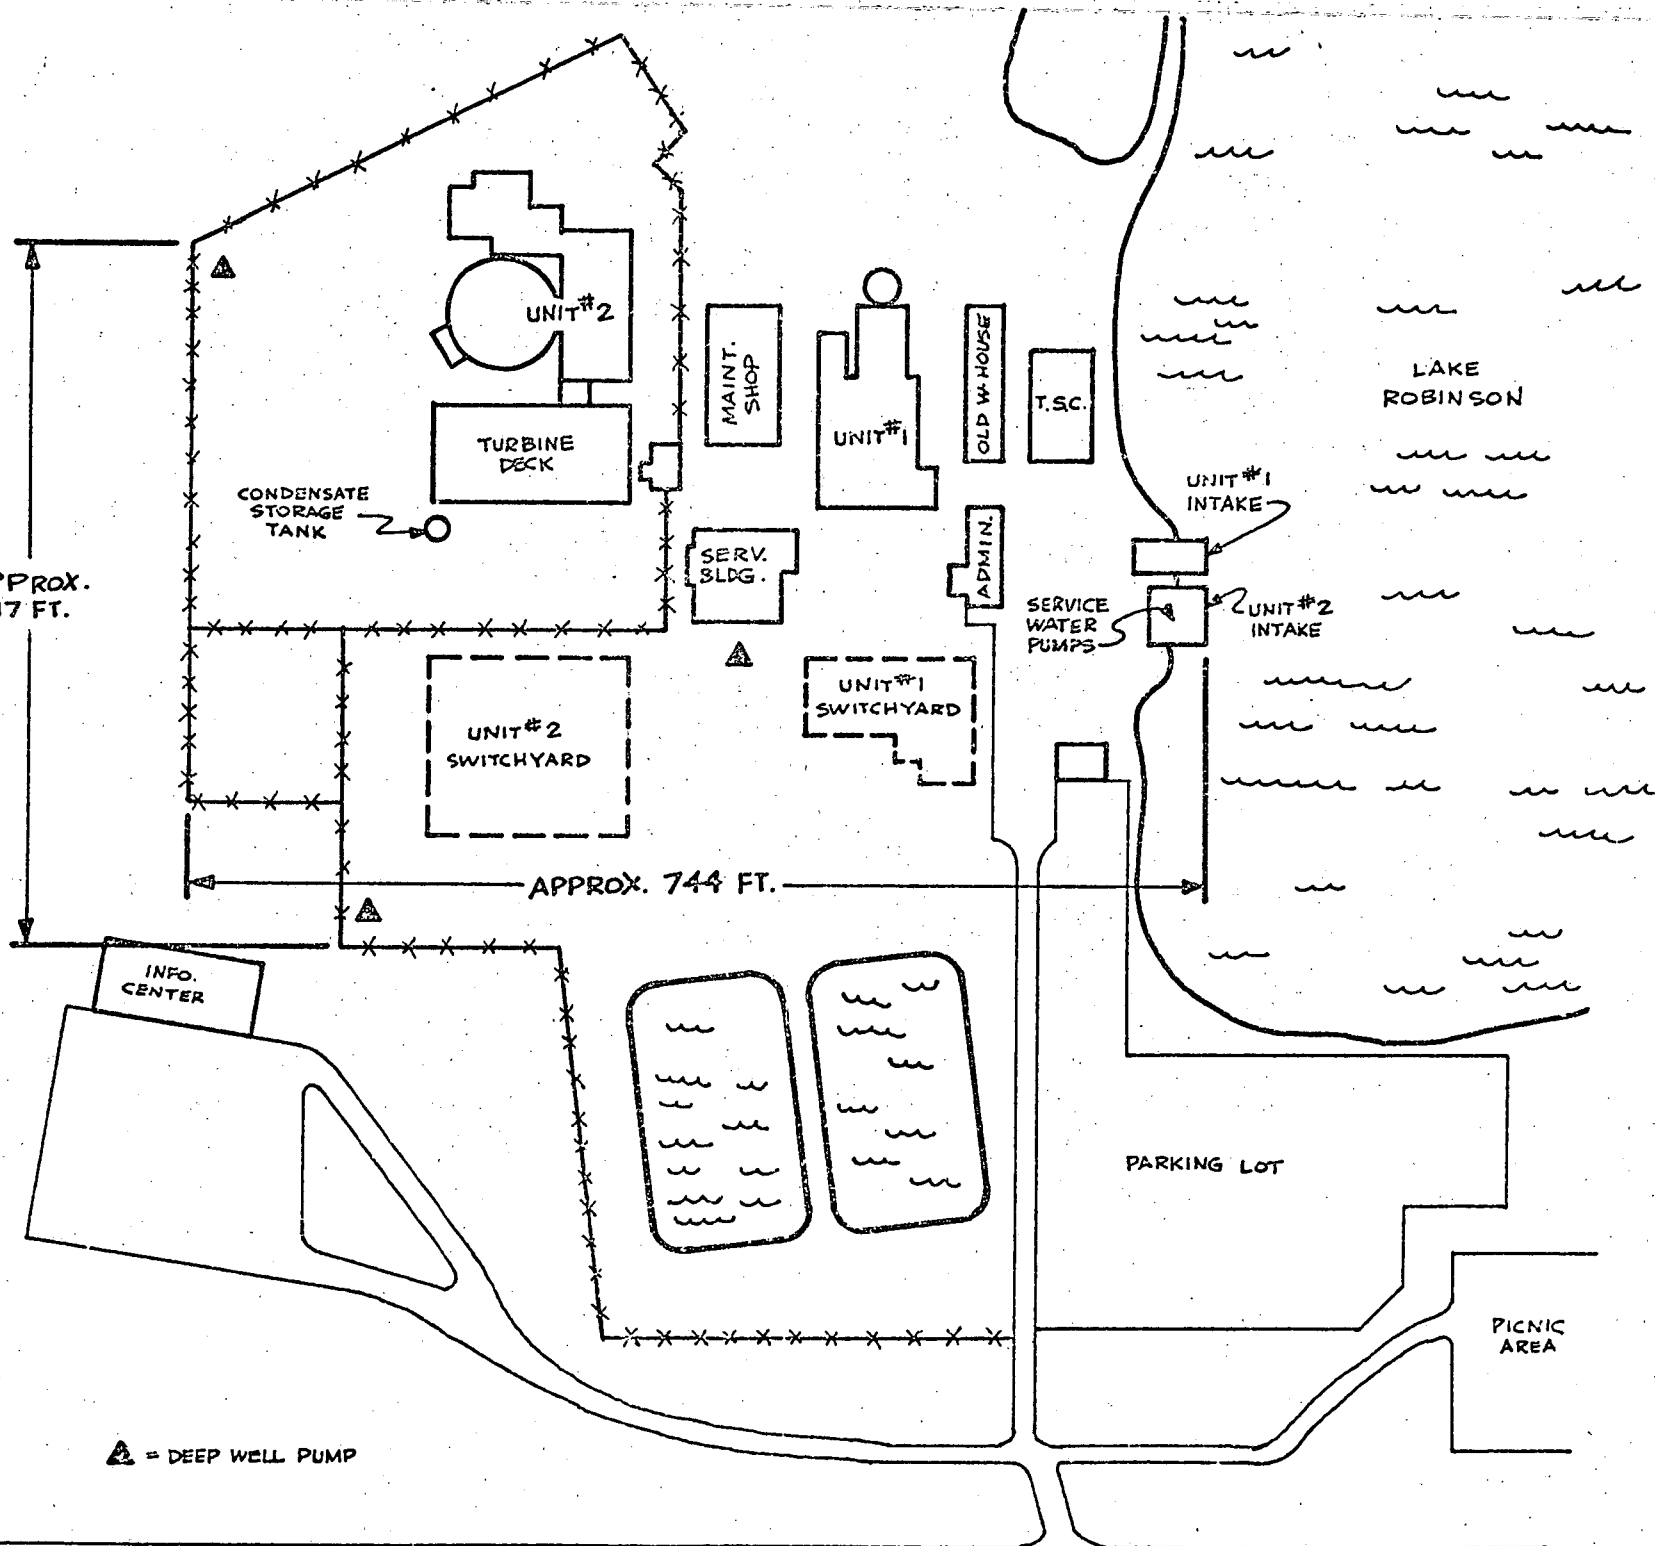 UNIT #2
MAINT.
SHOP
UNIT #1
OLD W-HOUSE
T.S.C.
LAKE
ROBINSON
TURBINE
DECK
CONDENSATE
STORAGE
TANK
UNIT #1
INTAKE
SERV.
BLDG.
ADMIN.
SERVICE
WATER
PUMPS
UNIT #2
INTAKE
7 FT.
UNIT #2
SWITCHYARD
UNIT #1
SWITCHYARD
APPROX. 744 FT.
INFO.
CENTER
PARKING LOT
PICNIC
AREA
= DEEP WELL PUMP